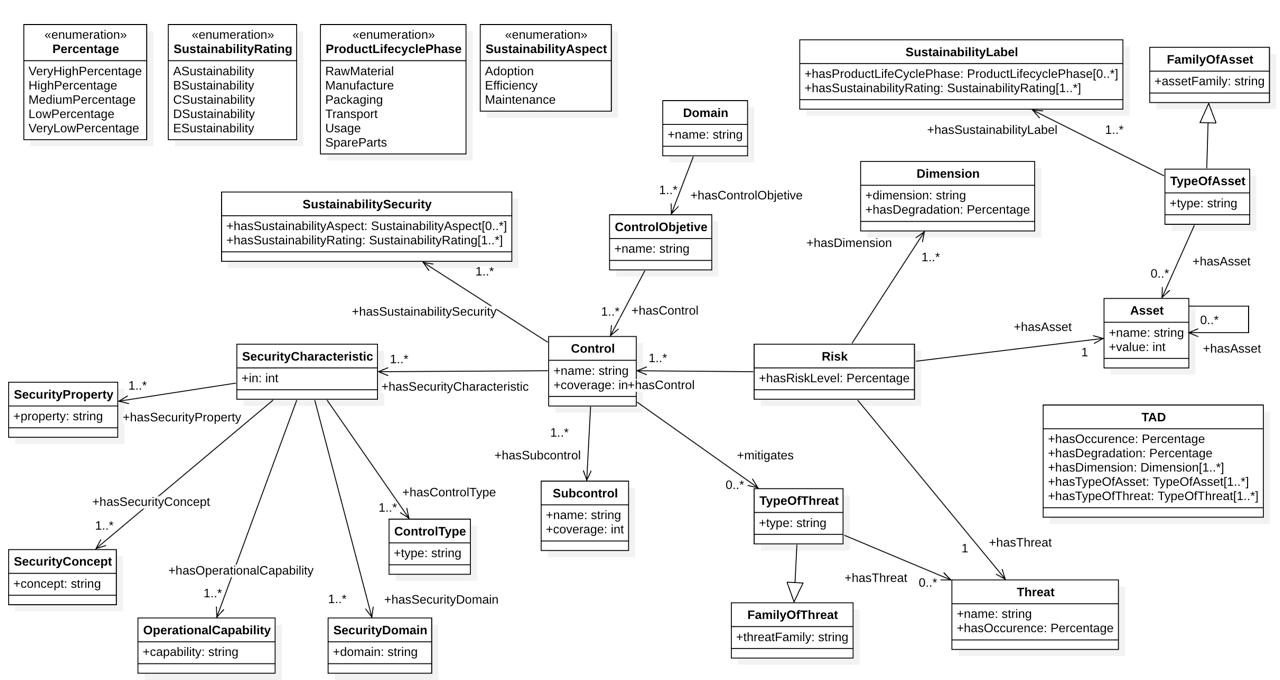 «enumeration»
Percentage
VeryHighPercentage
HighPercentage
MediumPercentage
LowPercentage
VeryLowPercentage
«enumeration»
SustainabilityRating
ASustainability
BSustainability
CSustainability
DSustainability
ESustainability
«enumeration»
ProductLifecyclePhase
RawMaterial
Manufacture
Packaging
Transport
Usage
SpareParts
«enumeration»
SustainabilityAspect
Adoption
Efficiency
Maintenance
SustainabilityLabel
+hasProductLifeCyclePhase: ProductLifecyclePhase[0..*]
+hasSustainabilityRating: SustainabilityRating[1..*]
FamilyOfAsset
+assetFamily: string
Domain
+name: string
+hasSustainabilityLabel
1..*
Dimension
+dimension: string
+hasDegradation: Percentage
TypeOfAsset
+type: string
1..*
+hasControlObjetive
SustainabilitySecurity
+hasSustainabilityAspect: SustainabilityAspect[0..*]
+hasSustainabilityRating: SustainabilityRating[1..*]
ControlObjetive
+name: string
+hasDimension
1..*
+hasAsset
0..*
1..*
+hasSustainabilitySecurity
1..*
+hasControl
Asset
+name: string
+value: int
0..*
+hasAsset
+hasAsset
1
SecurityCharacteristic
+in: int
1..*
+hasSecurityCharacteristic
Control
+name: string
+coverage: in
1..*
+hasControl
Risk
+hasRiskLevel: Percentage
SecurityProperty
+property: string
1..*
+hasSecurityProperty
TAD
+hasOccurence: Percentage
+hasDegradation: Percentage
+hasDimension: Dimension[1..*]
+hasTypeOfAsset: TypeOfAsset[1..*]
+hasTypeOfThreat: TypeOfThreat[1..*]
1..*
+hasSubcontrol
+mitigates
0..*
+hasSecurityConcept
1..*
+hasControlType
1..*
Subcontrol
+name: string
+coverage: int
TypeOfThreat
+type: string
ControlType
+type: string
SecurityConcept
+concept: string
+hasOperationalCapability
1..*
1..*
+hasSecurityDomain
+hasThreat
1
+hasThreat
0..*
OperationalCapability
+capability: string
SecurityDomain
+domain: string
FamilyOfThreat
+threatFamily: string
Threat
+name: string
+hasOccurence: Percentage